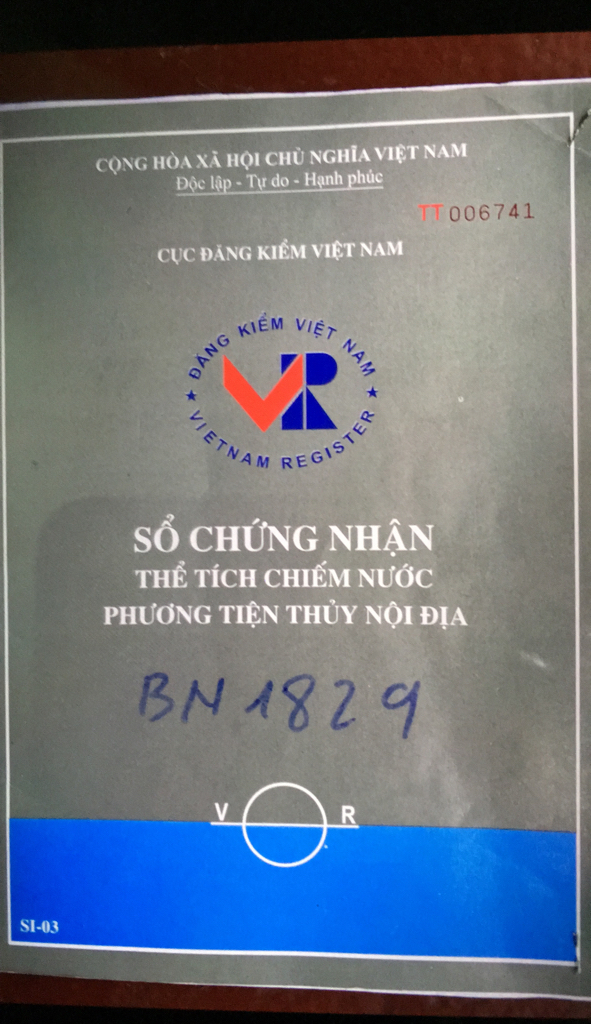 CỘNG HÒA XÃ HỘI CHỦ NGHĨA VIỆT NAM
Độc lập - Tự do - Hạnh phúc
TT 006741
CỤC ĐĂNG KIỂM VIỆT NAM
ĐĂNG KIỂM VIỆT NAM
VR
VIETNAM REGISTER
SỔ CHỨNG NHẬN
THỂ TÍCH CHIẾM NƯỚC
PHƯƠNG TIỆN THỦY NỘI ĐỊA
BN 1829
V R
SI-03